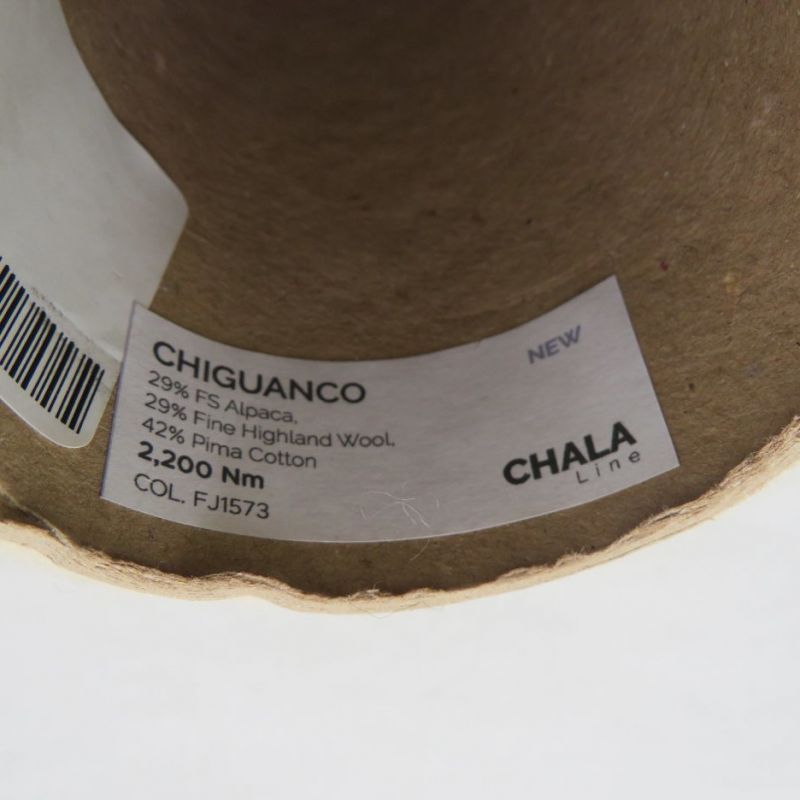 CHIGUANCO
29% FS Alpaca,
29% Fine Highland Wool,
42% Pima Cotton
2,200 Nm
COL. FJ1573
NEW
CHALA
Line